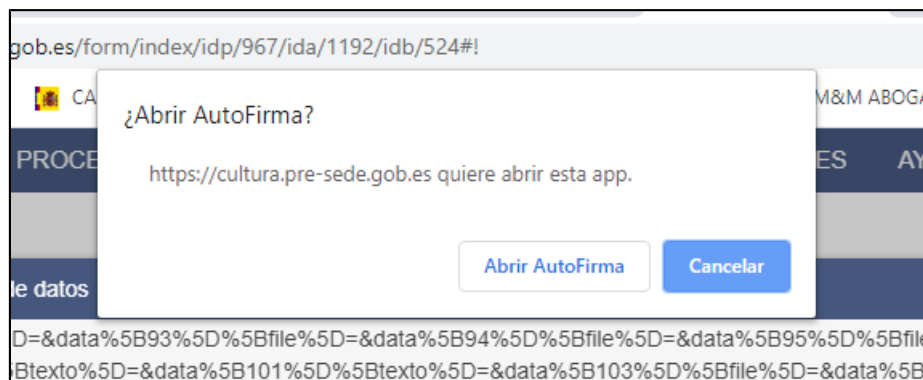 gob.es/form/index/idp/967/ida/1192/idb/524#!
CA
M&M ABOGA
¿Abrir AutoFirma?
PROCE
ES AY
https://cultura.pre-sede.gob.es quiere abrir esta app.
Abrir AutoFirma Cancelar
de datos
D=&data%5B93%5D%5Bfile%5D=&data%5B94%5D%5Bfile%5D=&data%5B95%5D%5Bfile
Btexto%5D=&data%5B101%5D%5Btexto%5D=&data%5B103%5D%5Bfile%5D=&data%5B